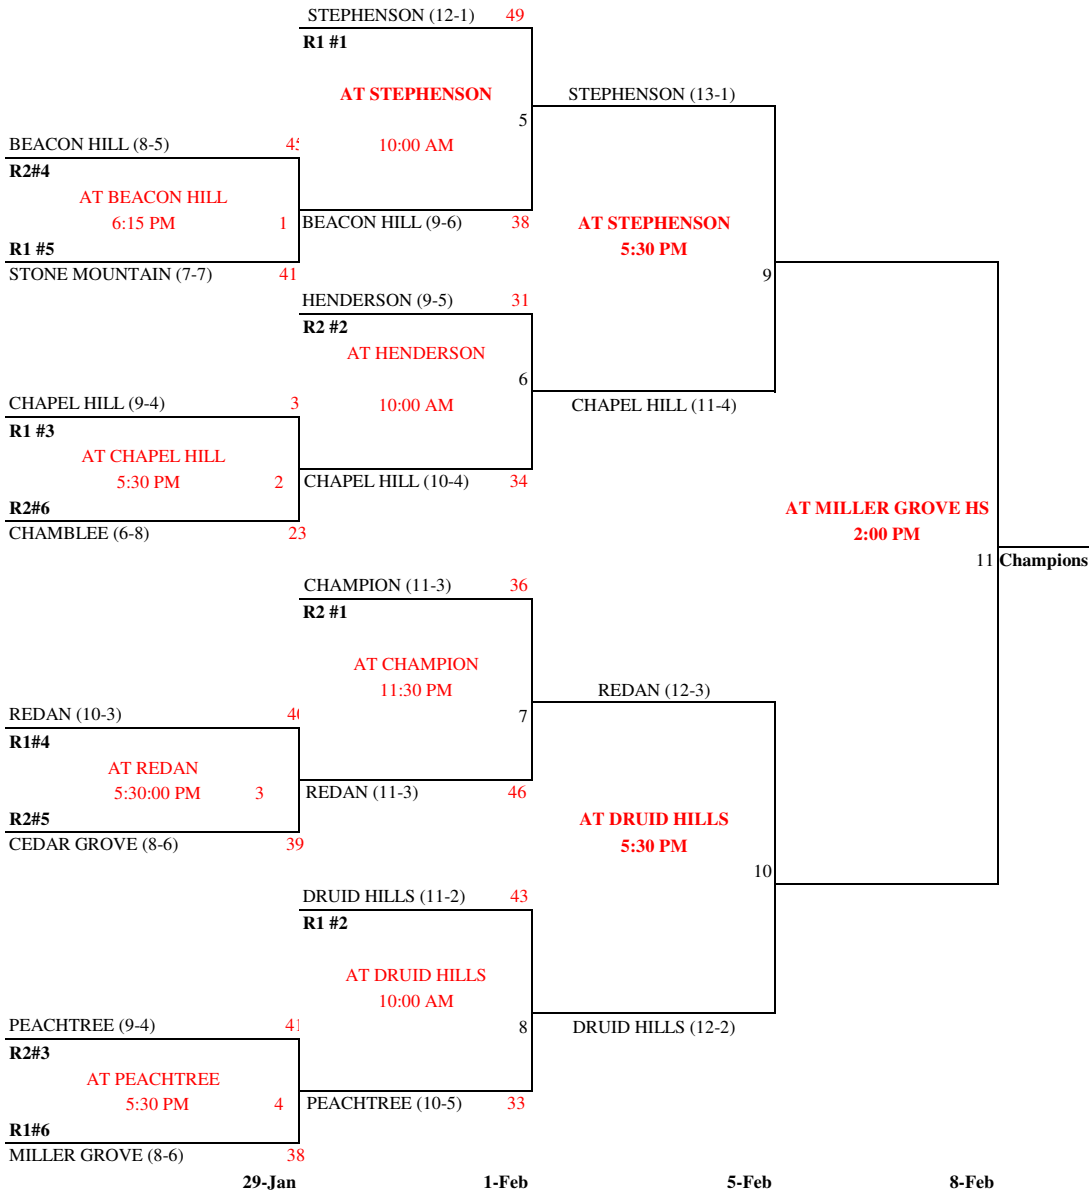 STEPHENSON (12-1) 49
R1 #1
AT STEPHENSON
STEPHENSON (13-1)
5
BEACON HILL (8-5) 45
10:00 AM
R2#4
AT BEACON HILL
6:15 PM 1
BEACON HILL (9-6) 38
AT STEPHENSON
5:30 PM
R1 #5
STONE MOUNTAIN (7-7) 41
9
HENDERSON (9-5) 31
R2 #2
AT HENDERSON
6
CHAPEL HILL (9-4) 3
10:00 AM
CHAPEL HILL (11-4)
R1 #3
AT CHAPEL HILL
5:30 PM 2
CHAPEL HILL (10-4) 34
R2#6
CHAMBLEE (6-8) 23
AT MILLER GROVE HS
2:00 PM
11 Champions
CHAMPION (11-3) 36
R2 #1
AT CHAMPION
11:30 PM
REDAN (12-3)
REDAN (10-3)
7
R1#4
AT REDAN
5:30:00 PM 3
REDAN (11-3) 46
R2#5
CEDAR GROVE (8-6) 39
AT DRUID HILLS
5:30 PM
10
DRUID HILLS (11-2) 43
R1 #2
AT DRUID HILLS
10:00 AM
PEACHTREE (9-4) 41
8
DRUID HILLS (12-2)
R2#3
AT PEACHTREE
5:30 PM 4
PEACHTREE (10-5) 33
R1#6
MILLER GROVE (8-6) 38
29-Jan 1-Feb 5-Feb 8-Feb